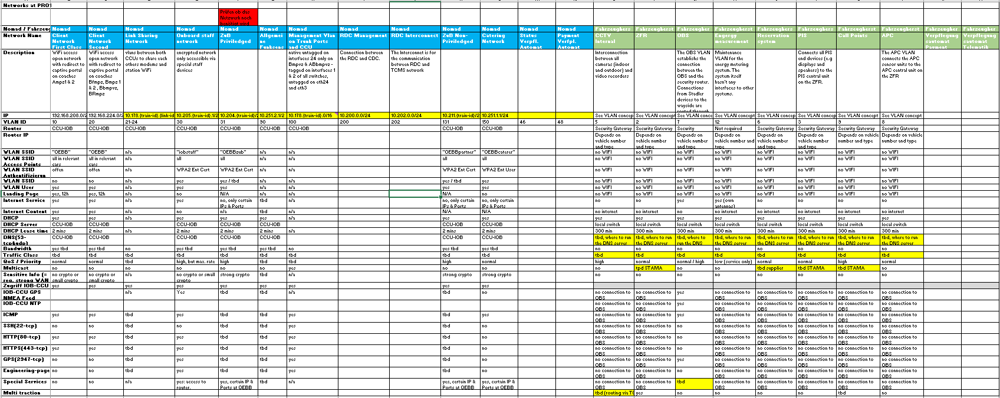 Networks at PRO1
Prüfen ob das
Netzwerk noch
benötigt wird
Nomad / Fahrzeug Nomad Nomad Nomad Nomad Nomad Nomad Nomad Nomad Nomad Nomad Nomad Nomad Nomad Fahrzeughers Fahrzeugherst Fahrzeugher Fahrzeugherst Fahrzeugherst Fahrzeugherst Fahrzeugherst Fahrzeugherst Fahrzeugher Fahrzeugher
Network Name
Client Network First Class
Client Network Second
Link Sharing Network
Onboard staff network
ZuB Priviledged
Allgemeine Funksens
Management Vlan on Trunk Ports and CCU
RDC Management
RDC Interconnect
ZuB Non-Priviledged
Catering Network
Status Verpfl. Automat
Payment Verpfl. Automat
CCTV Internal
ZFR
OBS
Engergy measurement
Reservation system
PIS
Call Points
APC
Verpflegungsautomat Payment
Verpflegungsautomat Telematik
Description
WiFi access open network with redirect to captive portal on coaches Ampz1 & 2
WiFi access open network with redirect to captive portal on coaches Bfmpz, Bmpz 1 & 2 , Bbmpvz, BRmpz
vlans between both CCUs to share each others modems and station WiFi
encrypted network only accessible via special staff devices
native untagged on interfaces 24 only on Bmpvz & ABbmpvz - tagged on interfaces 1 & 2 of all switches, untagged on eth24 and eth3
Connection between the RDC and CDC.
The Interconnet is for the communication between RDC and TCMS network
Interconnection between all cameras (indoor and outdoor) and video recorders
The OBS VLAN establishs the connection between the OBS and the security router. Connections from Stadler devices to the wayside are routed through
Maintenance VLAN for the energy metering system. The system itself hasn't any interfaces to other systems.
Connects all PIS end devices (e.g displays and speakers) to the PIS central unit on the ZFR.
The APC VLAN connects the APC sensor units to the APC central unit on the ZFR
IP 192.168.208.0/2 192.168.224.0/2 10.178.{train-id}.{link-id 10.205.{train-id}.1/2 10.204.{train-id}/2 10.251.2.1/2 10.178.{train-id}.0/16 10.200.0.0/24 10.202.0.0/24 10.211.{train-id}/2 10.251.1.1/24 See VLAN concep See VLAN concept See VLAN conce See VLAN concept See VLAN concep See VLAN concep See VLAN concept See VLAN concept
VLAN ID 10 20 21-24 30 31 90 100 200 202 131 150 46 48 5 2 7 12 6 3 9 8
Router CCU-IOB CCU-IOB CCU-IOB CCU-IOB CCU-IOB CCU-IOB CCU-IOB CCU-IOB CCU-IOB Security Gateway Security Gateway Security Not required Security Gateway Security Gateway Security Gateway Security Gateway
Router IP Depends on vehicle number and type Depends on vehicle number and type Depends on vehicle number and type Depends on vehicle number and type Depends on vehicle number and type Depends on vehicle number and type Depends on vehicle number and type Depends on vehicle number and type
WLAN SSID "OEBB" "OEBB" n/a "iobstaff" "OEBBzub" n/a n/a "OEBBpartner" "OEBBcaterer" no WIFI no WIFI no WIFI no WIFI no WIFI no WIFI no WIFI no WIFI
WLAN SSID Access Points all in relevant cars all in relevant cars n/a all all n/a n/a all all no WIFI no WIFI no WIFI no WIFI no WIFI no WIFI no WIFI no WIFI
WLAN SSID Authentifizierun offen offen n/a WPA2 Ent Cert WPA2 Ent Cert n/a n/a WPA2 Ent Cert WPA2 Ent User no WIFI no WIFI no WIFI no WIFI no WIFI no WIFI no WIFI no WIFI
WLAN SSID no no n/a yes yes / tbd n/a n/a yes / tbd yes no WIFI no WIFI no WIFI no WIFI no WIFI no WIFI no WIFI no WIFI
WLAN User yes yes n/a yes yes n/a n/a yes yes no WIFI no WIFI no WIFI no WIFI no WIFI no WIFI no WIFI no WIFI
Landing Page yes, 12h yes, 12h n/a no N/A n/a n/a N/A no no WIFI no WIFI no WIFI no WIFI no WIFI no WIFI no WIFI no WIFI
Internet Service yes yes n/a yes no, only certain IPs & Ports tbd n/a no, only certain IPs & Ports no, only certain IPs & Ports no no yes yes (own antennas) no no no no
Internet Content yes yes n/a no n/a tbd n/a N/A N/A no internet no internet no no internet no internet no internet no internet no internet
DHCP yes yes n/a yes yes yes n/a yes yes yes yes yes yes yes yes yes yes
DHCP Server CCU-IOB CCU-IOB CCU-IOB CCU-IOB CCU-IOB CCU-IOB CCU-IOB local switch local switch local switch local switch local switch local switch local switch local switch
DHCP Lease time 2 mins 2 mins n/a 2 mins 2 mins 2 mins n/a 2 mins 2 mins 300 min 300 min 300 min 300 min 300 min 300 min 300 min 300 min
DNS(53-tcp&udp) CCU-IOB CCU-IOB CCU-IOB CCU-IOB CCU-IOB CCU-IOB CCU-IOB tbd, where to run the DNS server tbd, where to run the DNS server tbd, where to run the DNS tbd, where to run the DNS server tbd, where to run the DNS server tbd, where to run the DNS server tbd, where to run the DNS server tbd, where to run the DNS server
Bandwidth yes tbd yes tbd no yes tbd yes tbd yes tbd no yes tbd yes tbd no no no no no no no no
Traffic Class tbd tbd tbd tbd tbd tbd tbd tbd tbd tbd tbd tbd tbd tbd tbd tbd tbd
QoS / Priority normal normal tbd high, but max. rate high tbd tbd high normal high normal normal / high low (service only) normal normal high normal
Multicast no no no no no no yes no no no tpd STAMA no no tbd supplier tbd STAMA tbd STAMA no
Sensitive Info (= req. strong WAN no crypto or small crypto no crypto or small crypto n/a no crypto or small crypto strong crypto tbd n/a strong crypto strong crypto no no no no no no no no
Zugriff IOB-CCU yes yes yes yes yes yes yes yes yes
IOB-CCU GPS NMEA Feed n/a Yes tbd tbd n/a tbd no no connection to OBS no connection to OBS yes no connection to OBS no connection to OBS no connection to OBS no connection to OBS no connection to OBS
IOB-CCU NTP no connection to OBS no connection to OBS yes no connection to OBS no connection to OBS no connection to OBS no connection to OBS no connection to OBS
ICMP yes yes tbd yes tbd tbd yes tbd yes no connection to OBS no connection to OBS no no connection to OBS no connection to OBS no connection to OBS no connection to OBS no connection to OBS
SSH(22-tcp) no no tbd no tbd tbd yes tbd no no connection to OBS no connection to OBS no no connection to OBS no connection to OBS no connection to OBS no connection to OBS no connection to OBS
HTTP(80-tcp) yes yes tbd yes tbd tbd yes tbd no no connection to OBS no connection to OBS no no connection to OBS no connection to OBS no connection to OBS no connection to OBS no connection to OBS
HTTPS(443-tcp) yes yes tbd yes tbd tbd yes tbd no no connection to OBS no connection to OBS no no connection to OBS no connection to OBS no connection to OBS no connection to OBS no connection to OBS
GPS(2947-tcp) no no tbd yes tbd tbd yes tbd no no connection to OBS no connection to OBS yes no connection to OBS no connection to OBS no connection to OBS no connection to OBS no connection to OBS
Engineering-page no no tbd yes tbd tbd yes tbd no no connection to OBS no connection to OBS no no connection to OBS no connection to OBS no connection to OBS no connection to OBS no connection to OBS
Special Services no no n/a yes: access to router, yes, certain IP & Ports at OEBB tbd n/a yes, certain IP & Ports at OEBB yes, certain IP & Ports at OEBB no connection to OBS no connection to OBS tbd no connection to OBS no connection to OBS no connection to OBS no connection to OBS no connection to OBS
Multi traction tbd (routing via TC yes no no no no tbd no